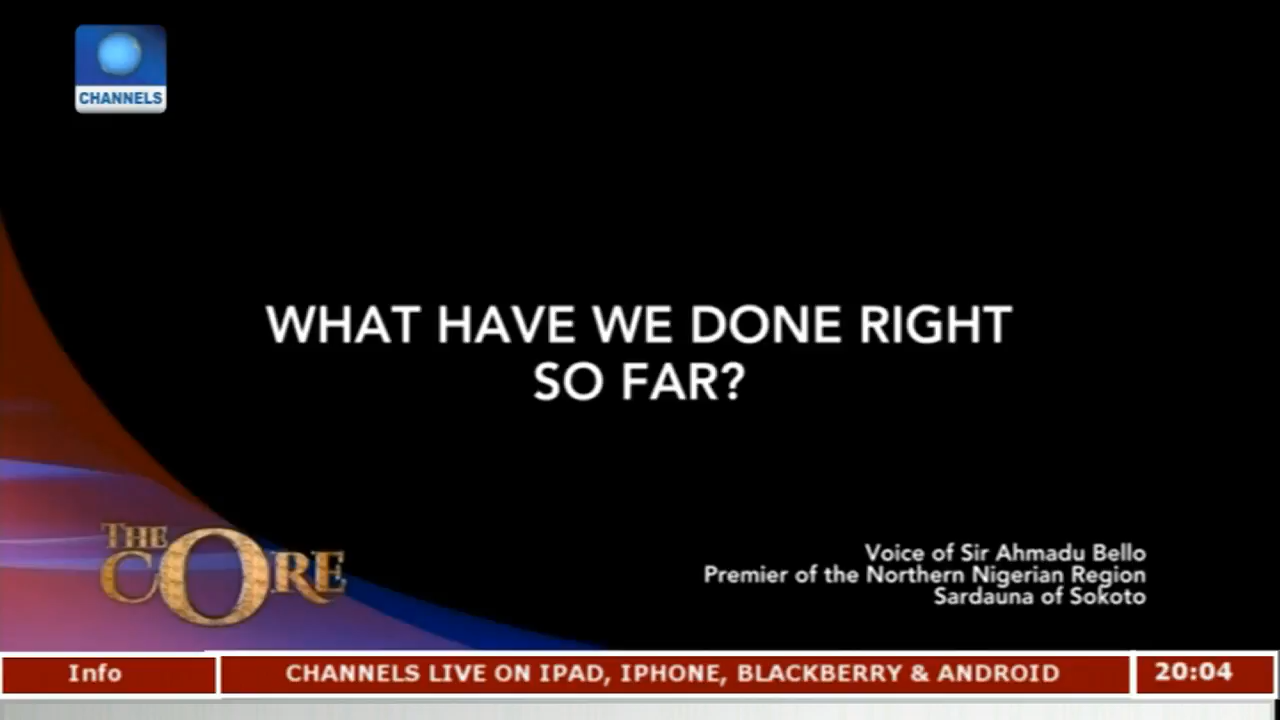 CHANNELS
WHAT HAVE WE DONE RIGHT
SO FAR?
THE
CORE
Voice of Sir Ahmadu Bello
Premier of the Northern Nigerian Region
Sardauna of Sokoto
Info
CHANNELS LIVE ON IPAD, IPHONE, BLACKBERRY & ANDROID
20:04